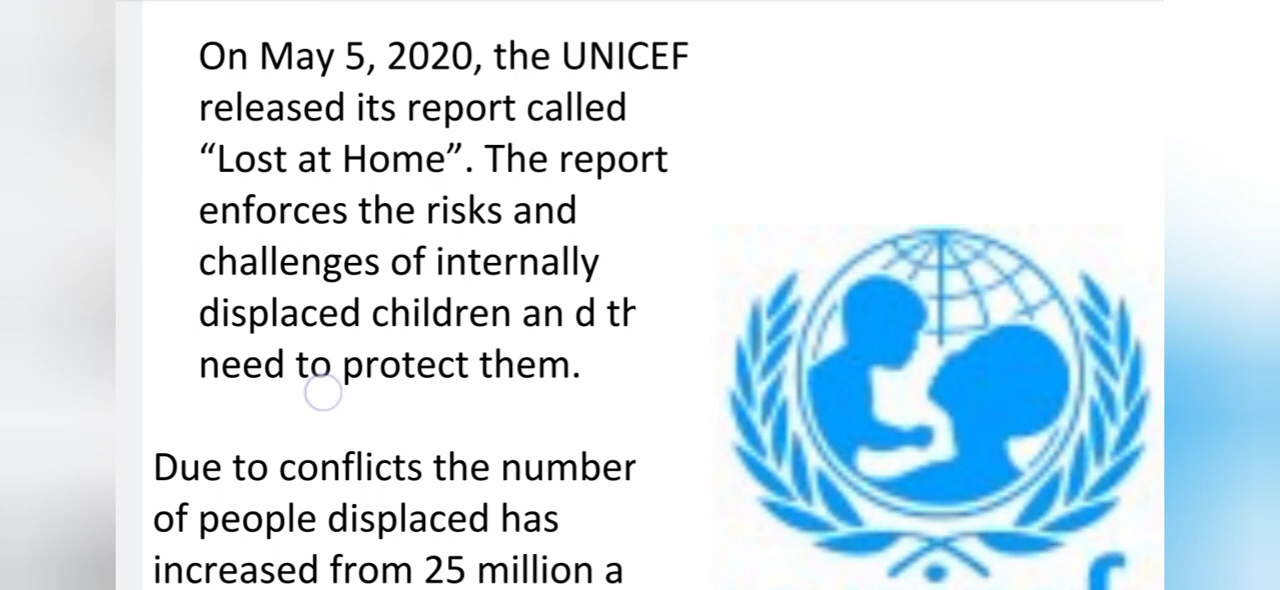 On May 5, 2020, the UNICEF
released its report called
“Lost at Home”. The report
enforces the risks and
challenges of internally
displaced children an d th
need to protect them.
Due to conflicts the number
of people displaced has
increased from 25 million a